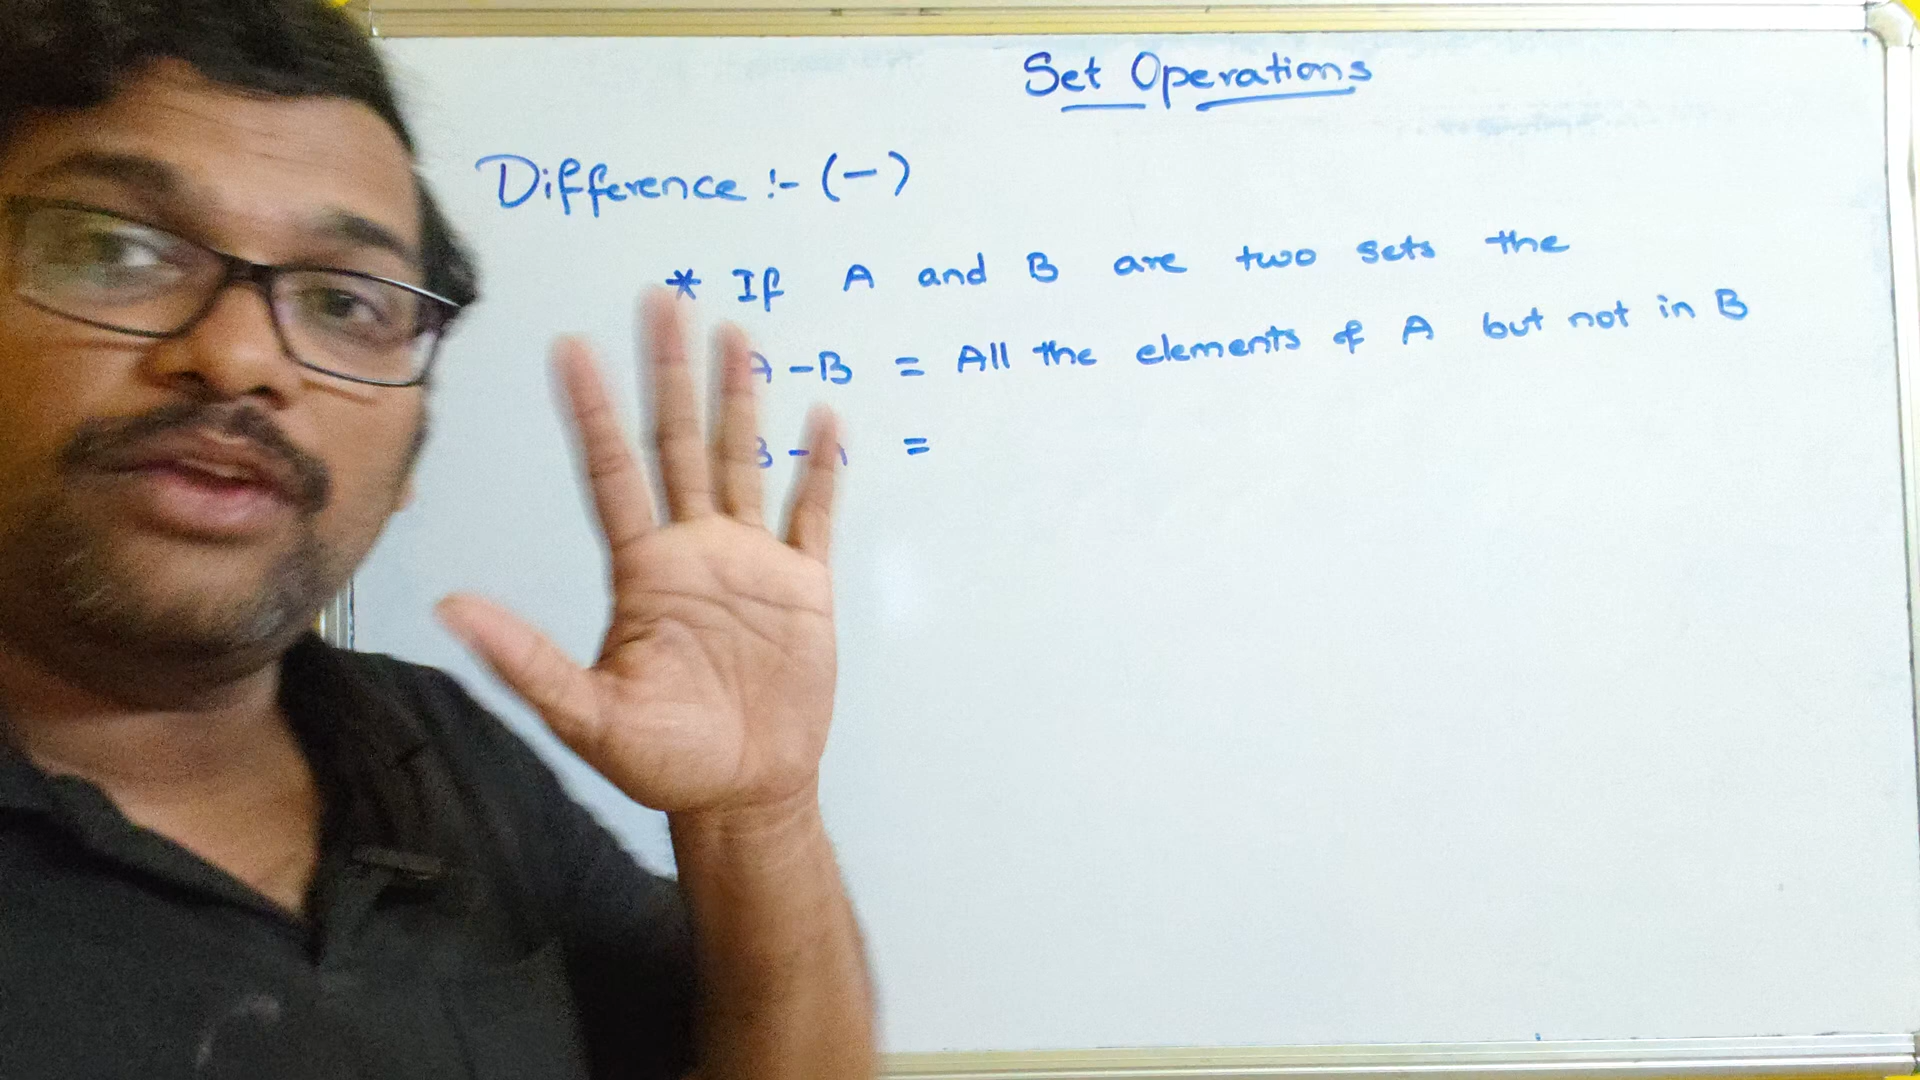 Set Operations
Difference :- (-)
* If A and B are two sets the
A - B = All the elements of A but not in B
B - A =